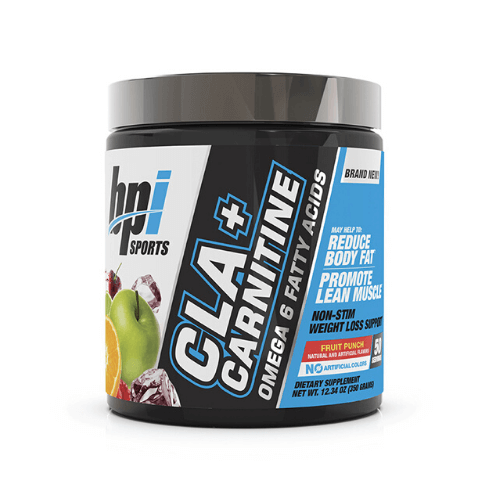 bpi
SPORTS
CLA+
CARNITINE
OMEGA 6 FATTY ACIDS
BRAND NEW!
MAY HELP TO:
REDUCE
BODY FAT
PROMOTE
LEAN MUSCLE
NON-STIM
WEIGHT LOSS SUPPORT
FRUIT PUNCH
NATURAL AND ARTIFICIAL FLAVORS
50
SERVINGS
NO ARTIFICIAL COLORS
DIETARY SUPPLEMENT
NET WT. 12.34 OZ (350 GRAMS)